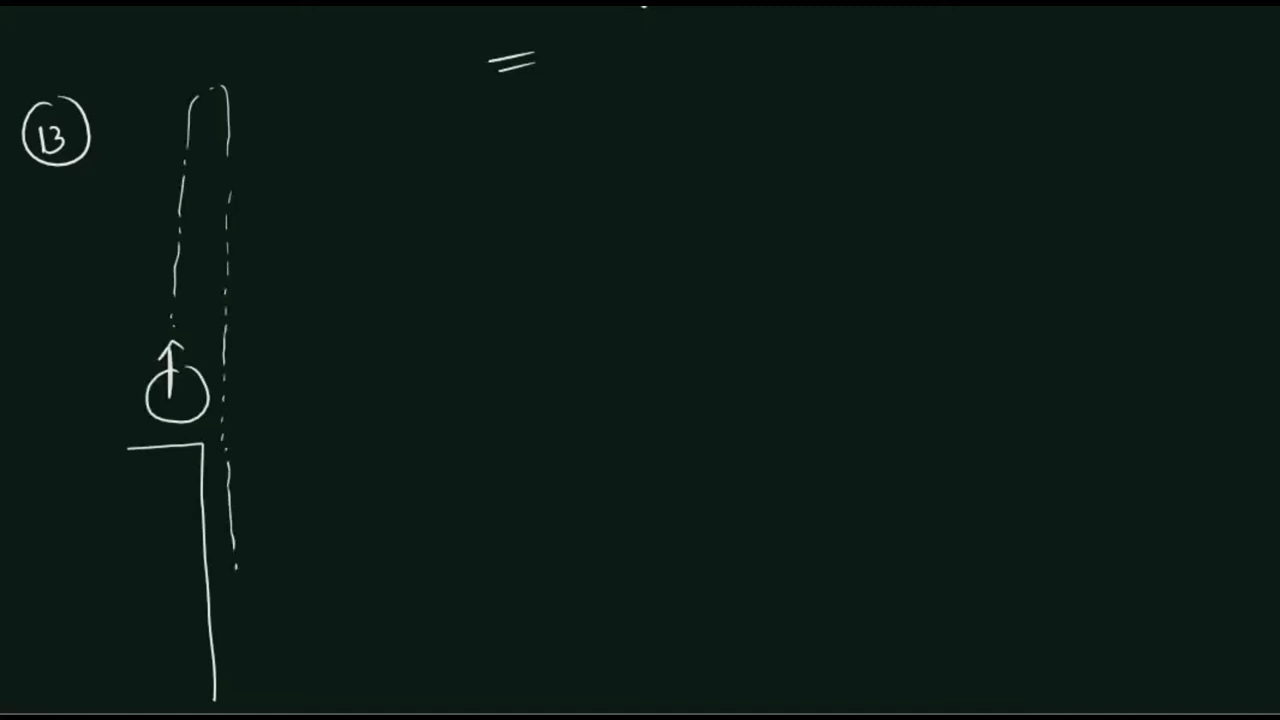 =
13